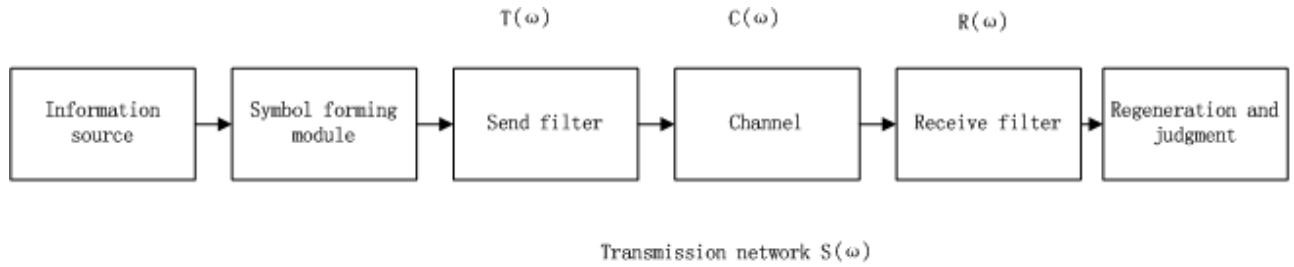 T(ω)
C(ω)
R(ω)
Information
source
Symbol forming
module
Send filter
Channel
Receive filter
Regeneration and
judgment
Transmission network S(ω)